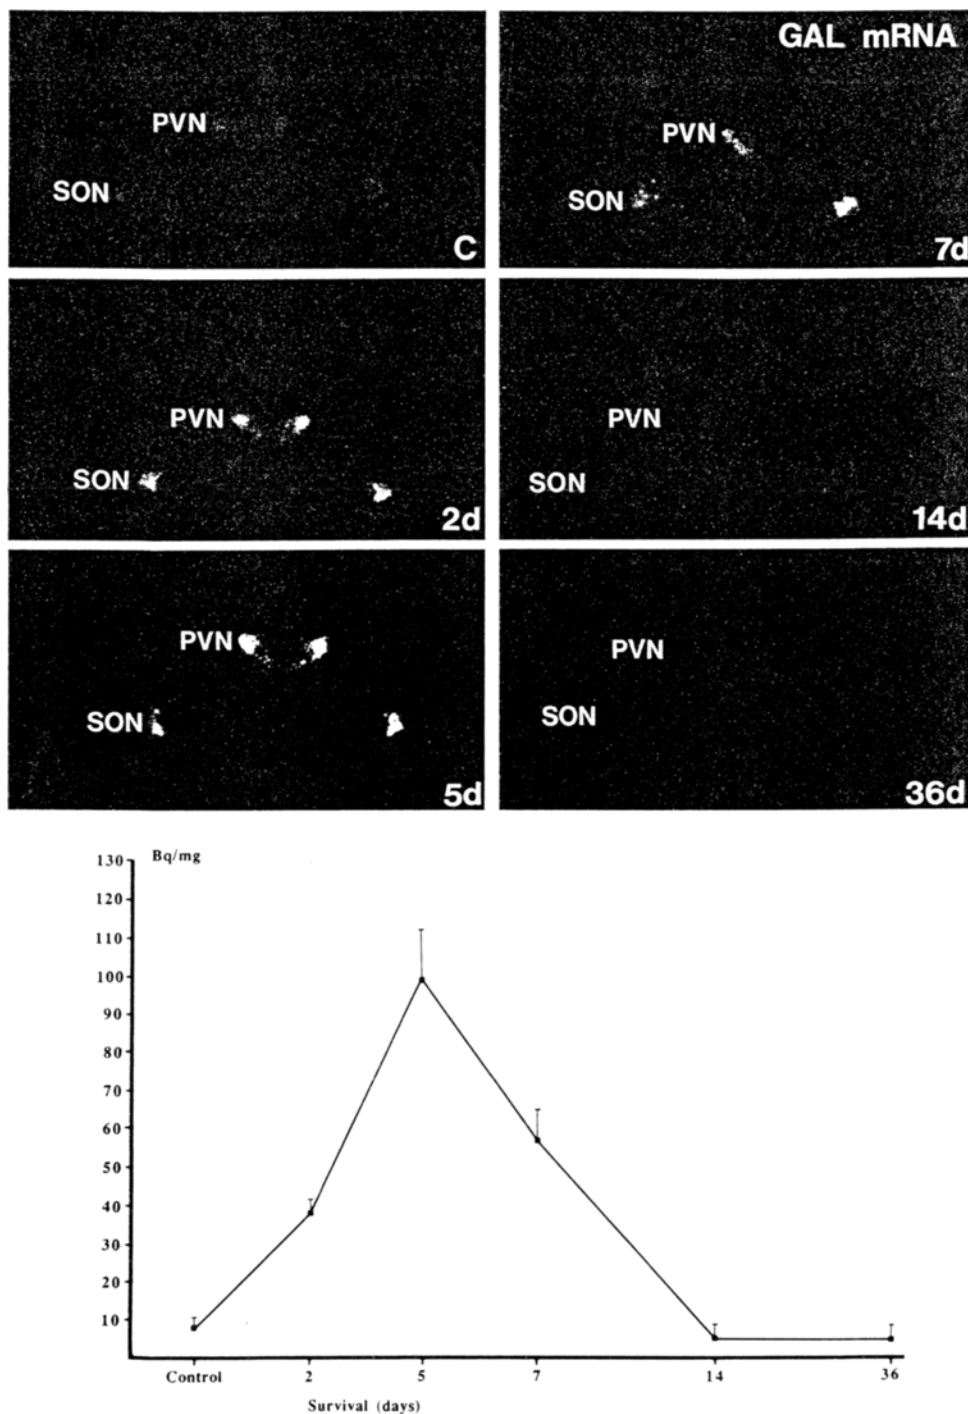 PVN
SON
C
GAL mRNA
PVN
SON
7d
PVN
SON
2d
PVN
SON
14d
PVN
SON
5d
PVN
SON
36d
Bq/mg
130
120
110
100
90
80
70
60
50
40
30
20
10
Control 2 5 7 14 36
Survival (days)